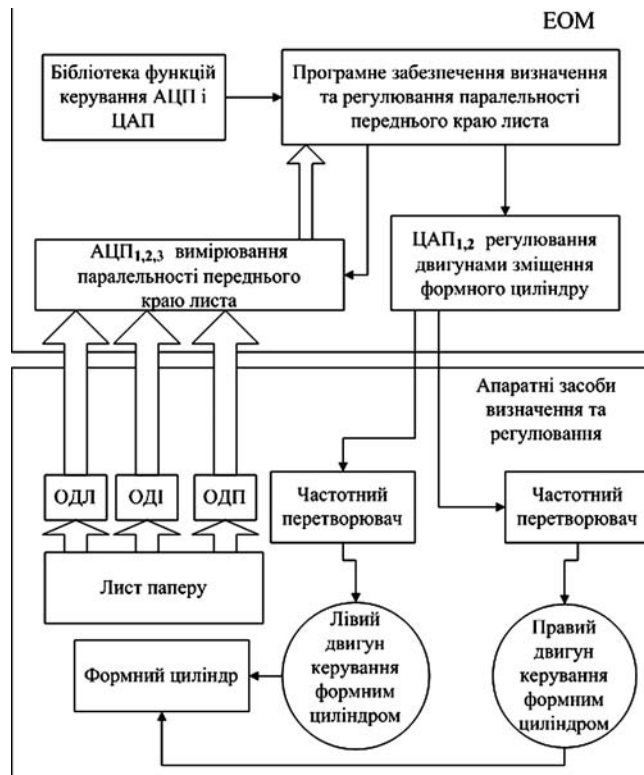 ЕОМ
Бібліотека функцій
керування АЦП і
ЦАП
Програмне забезпечення визначення
та регулювання паралельності
переднього краю листа
АЦП1,2,3 вимірювання
паралельності переднього
краю листа
ЦАП1,2 регулювання
двигунами зміщення
формного циліндру
Апаратні засоби
визначення та
регулювання
ОДЛ
ОДІ
ОДП
Частотний
перетворювач
Частотний
перетворювач
Лист паперу
Лівий
двигун
керування
формним
циліндром
Правий
двигун
керування
формним
циліндром
Формний циліндр